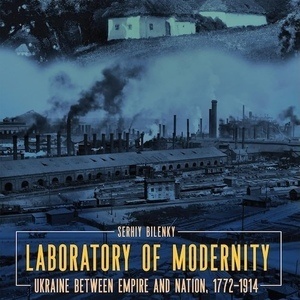 SERHIY BILENKY
LABORATORY OF MODERNITY
UKRAINE BETWEEN EMPIRE AND NATION, 1772–1914